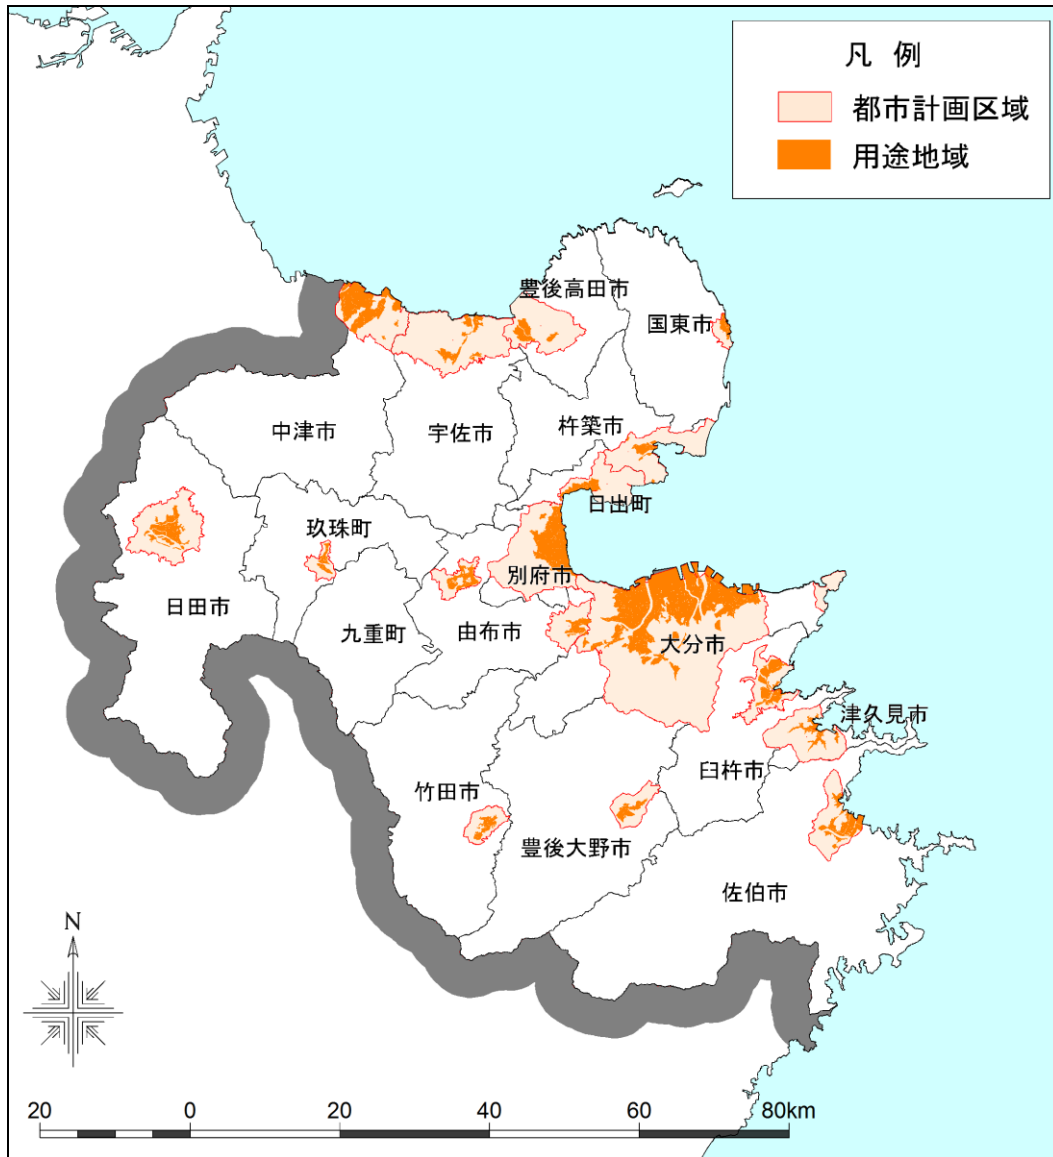 凡 例
都市計画区域
用途地域
豊後高田市
国東市
中津市
宇佐市
杵築市
日出町
玖珠町
別府市
日田市
九重町
由布市
大分市
津久見市
臼杵市
竹田市
豊後大野市
佐伯市
N
20 0 20 40 60 80km